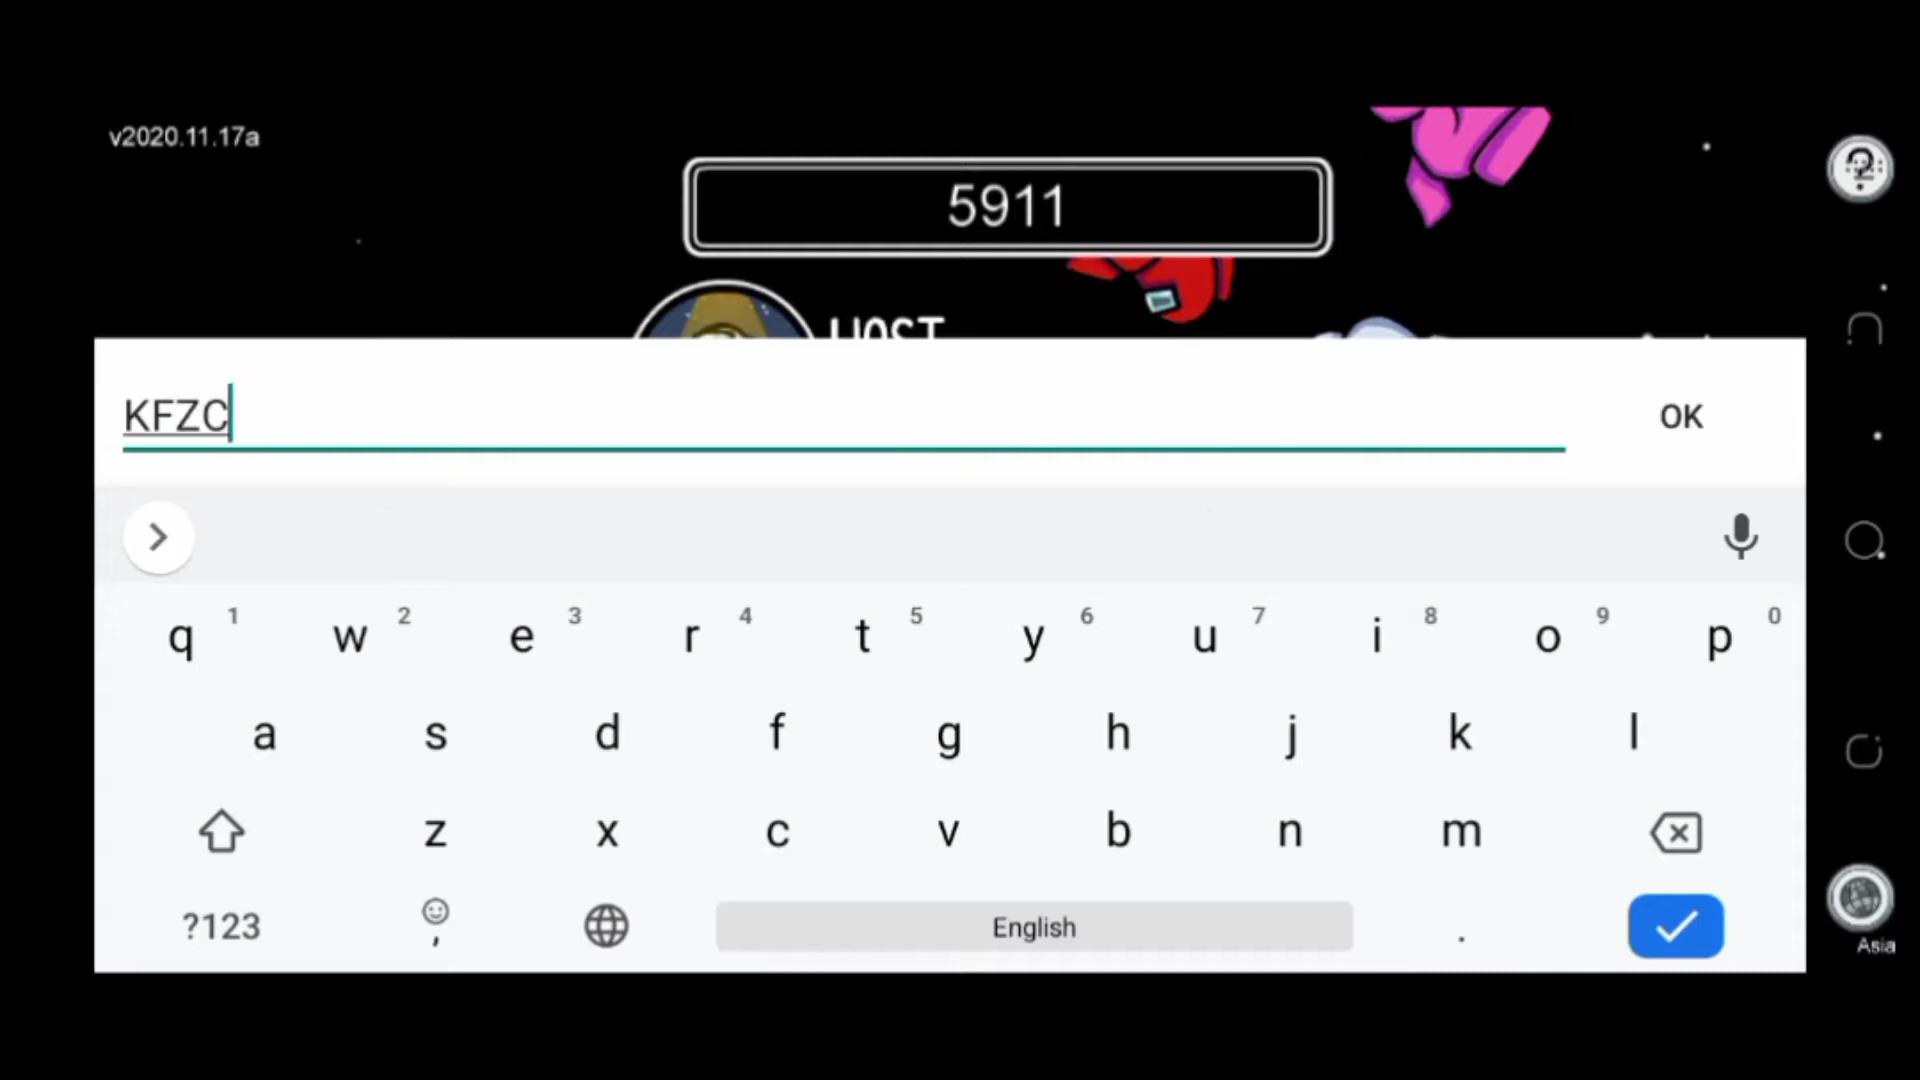 v2020.11.17a
5911
HOST
KFZC
OK
q 1 w 2 e 3 r 4 t 5 y 6 u 7 i 8 o 9 p 0
a s d f g h j k l
z x c v b n m
?123 , English .
Asia